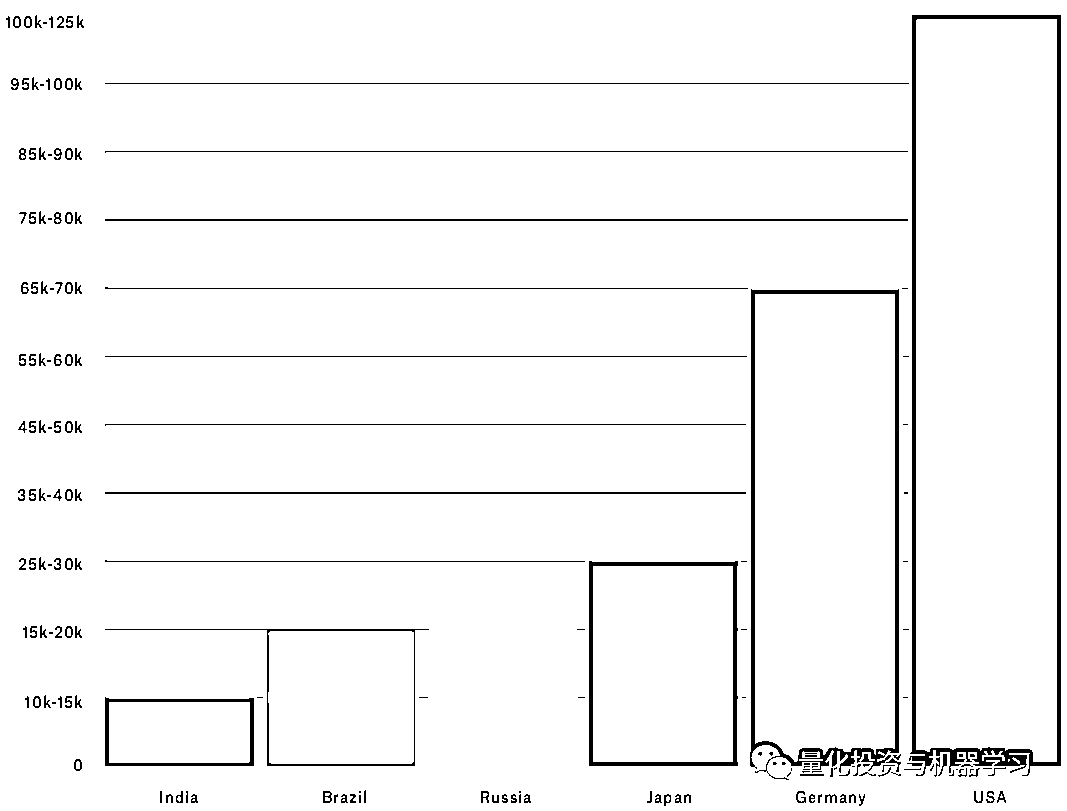 100k-125k
95k-100k
85k-90k
75k-80k
65k-70k
55k-60k
45k-50k
35k-40k
25k-30k
15k-20k
10k-15k
0
India Brazil Russia Japan Germany USA
量化投资与机器学习